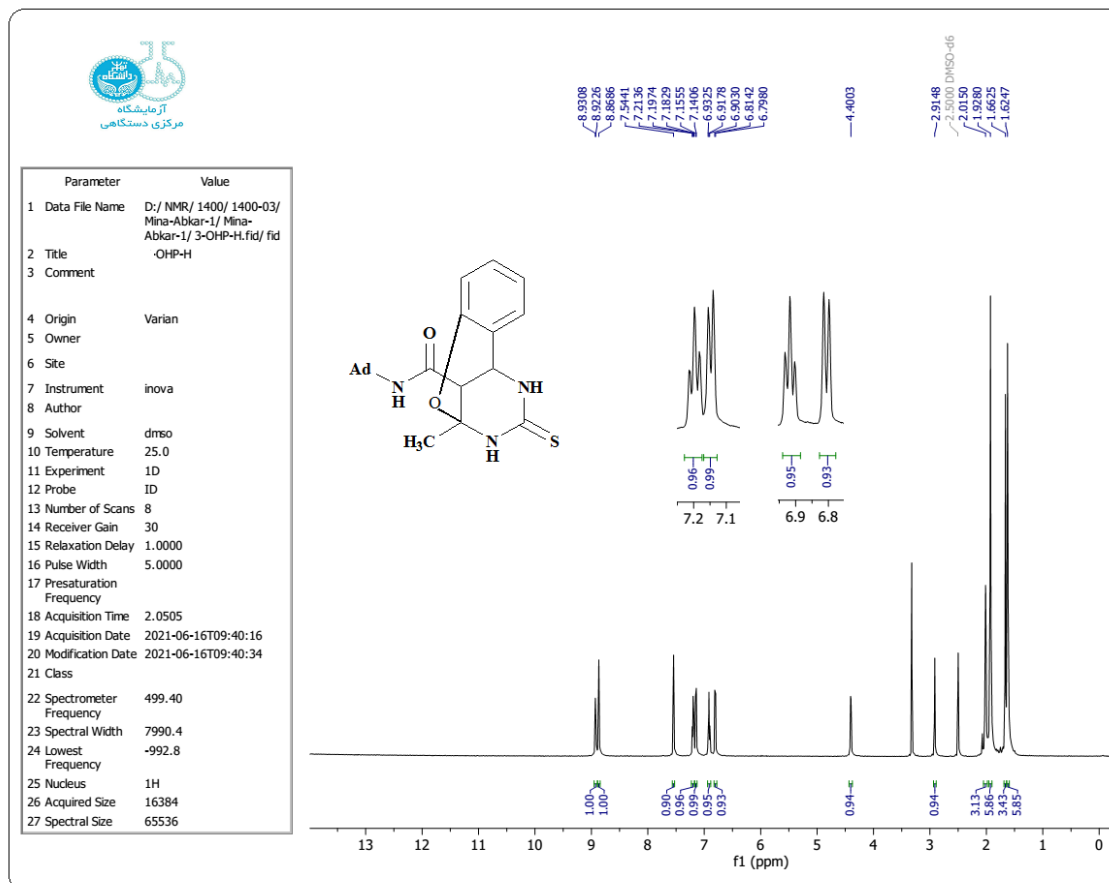 آزمایشگاه
مرکزی دستگاهی
8.9308
8.9226
8.8686
7.5441
7.2136
7.1974
7.1829
7.1555
7.1406
6.9325
6.9178
6.9030
6.8142
6.7980
4.4003
2.9148
2.5000 DMSO-d6
2.0150
1.9280
1.6625
1.6247
Parameter Value
1 Data File Name D:/ NMR/ 1400/ 1400-03/
Mina-Abkar-1/ Mina-
Abkar-1/ 3-OHP-H.fid/ fid
2 Title ·OHP-H
3 Comment
4 Origin Varian
5 Owner
6 Site
7 Instrument inova
8 Author
9 Solvent dmso
10 Temperature 25.0
11 Experiment 1D
12 Probe ID
13 Number of Scans 8
14 Receiver Gain 30
15 Relaxation Delay 1.0000
16 Pulse Width 5.0000
17 Presaturation
Frequency
18 Acquisition Time 2.0505
19 Acquisition Date 2021-06-16T09:40:16
20 Modification Date 2021-06-16T09:40:34
21 Class
22 Spectrometer 499.40
Frequency
23 Spectral Width 7990.4
24 Lowest -992.8
Frequency
25 Nucleus 1H
26 Acquired Size 16384
27 Spectral Size 65536
O
Ad
N
H
O
NH
H3C
N
H
S
0.96 0.99 0.95 0.93
7.2 7.1 6.9 6.8
1.00 1.00 0.90 0.96 0.99 0.95 0.93 0.94 0.94 3.13 5.86 3.43 5.85
13 12 11 10 9 8 7 6 5 4 3 2 1 0
f1 (ppm)